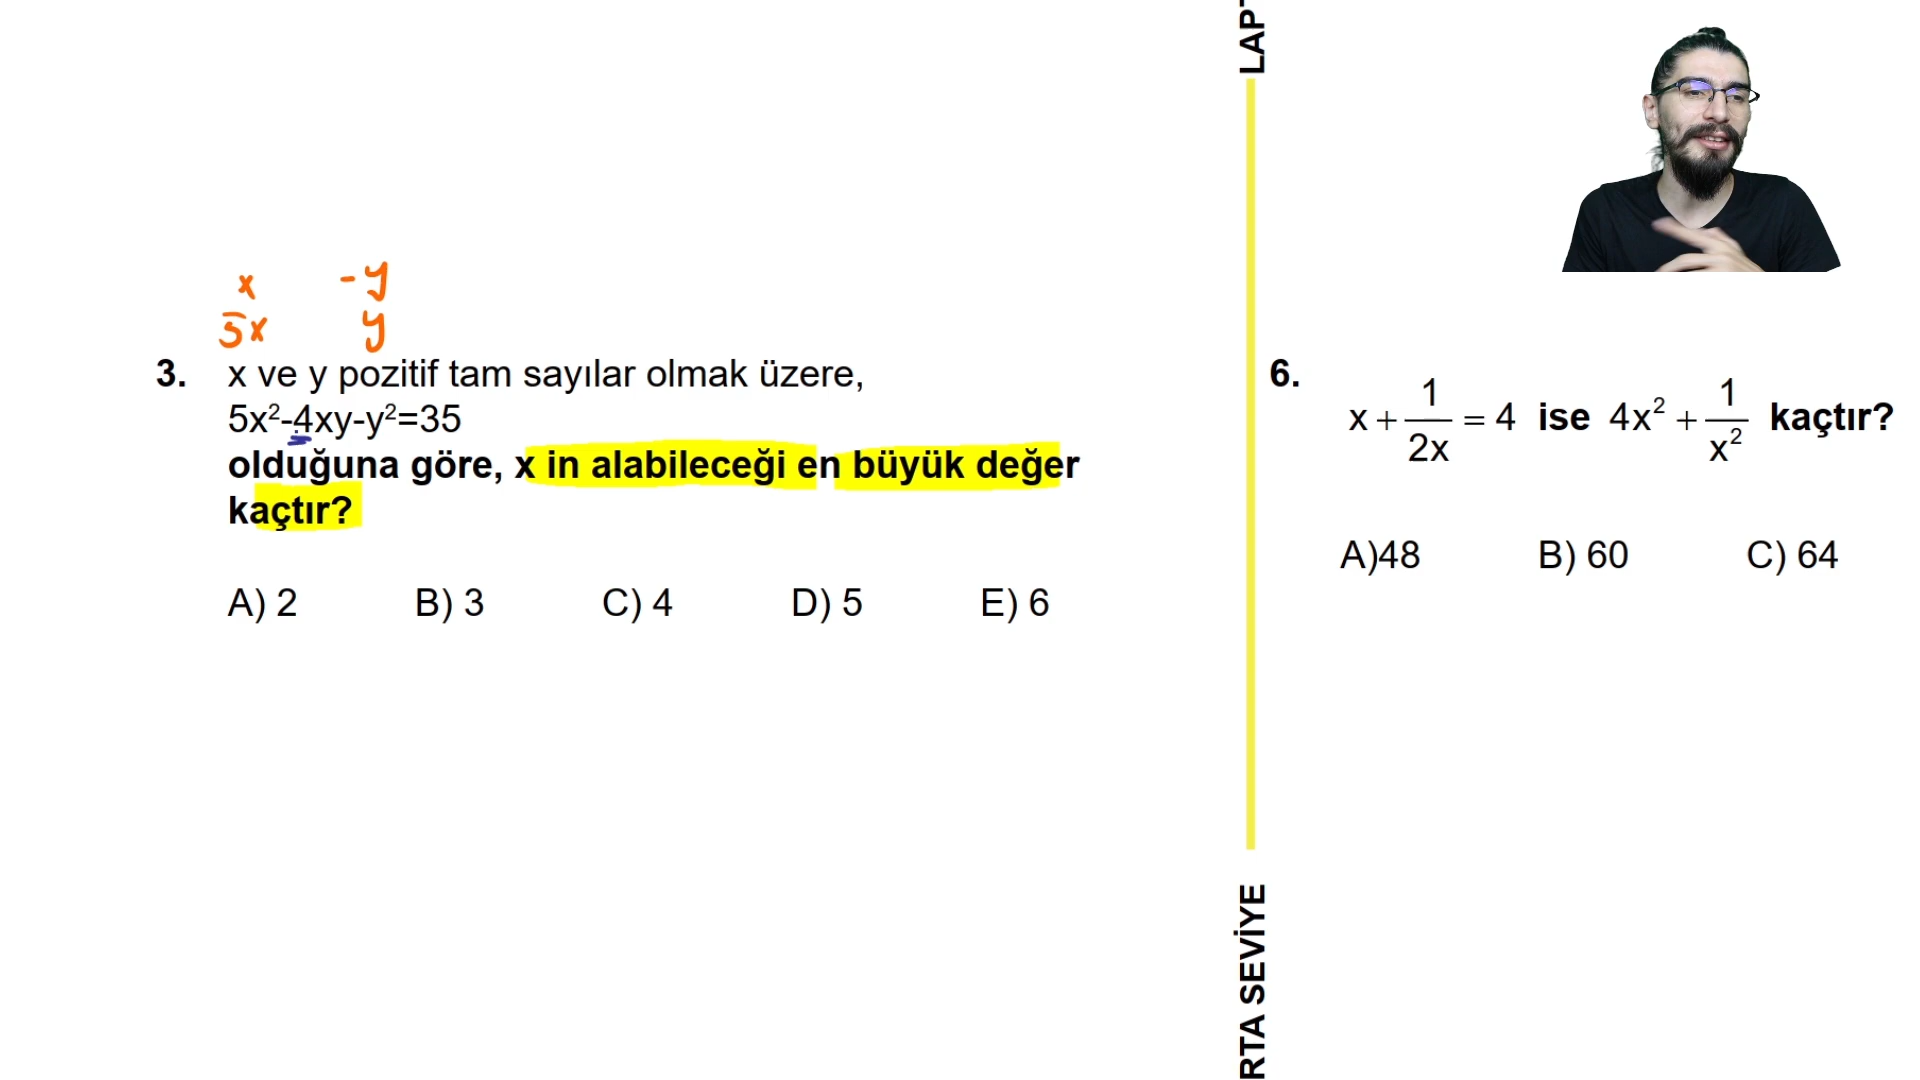 x -y
5x y
3. x ve y pozitif tam sayılar olmak üzere,
5x²-4xy-y²=35
olduğuna göre, x in alabileceği en büyük değer
kaçtır?
A) 2 B) 3 C) 4 D) 5 E) 6
LAP
RTA SEVİYE
6. x + 1/2x = 4 ise 4x² + 1/x² kaçtır?
A)48 B) 60 C) 64